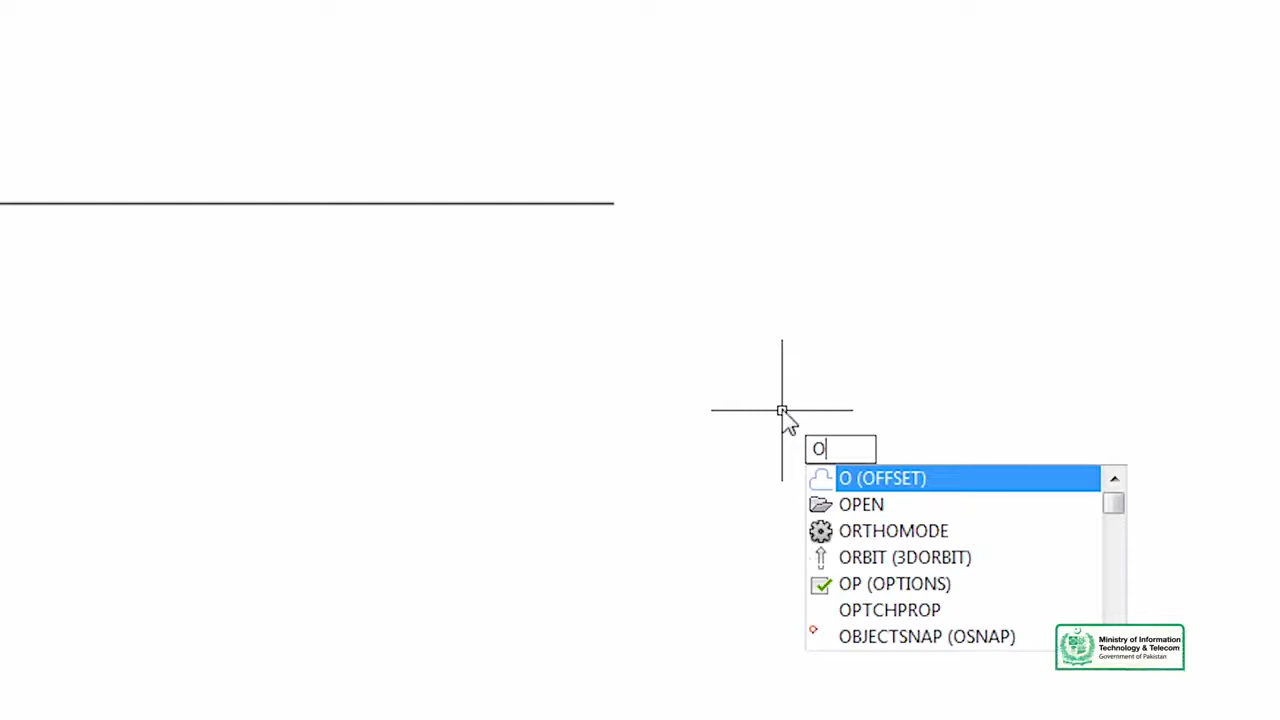 O
O (OFFSET)
OPEN
ORTHOMODE
ORBIT (3DORBIT)
OP (OPTIONS)
OPTCHPROP
OBJECTSNAP (OSNAP)
Ministry of Information
Technology & Telecom
Government of Pakistan